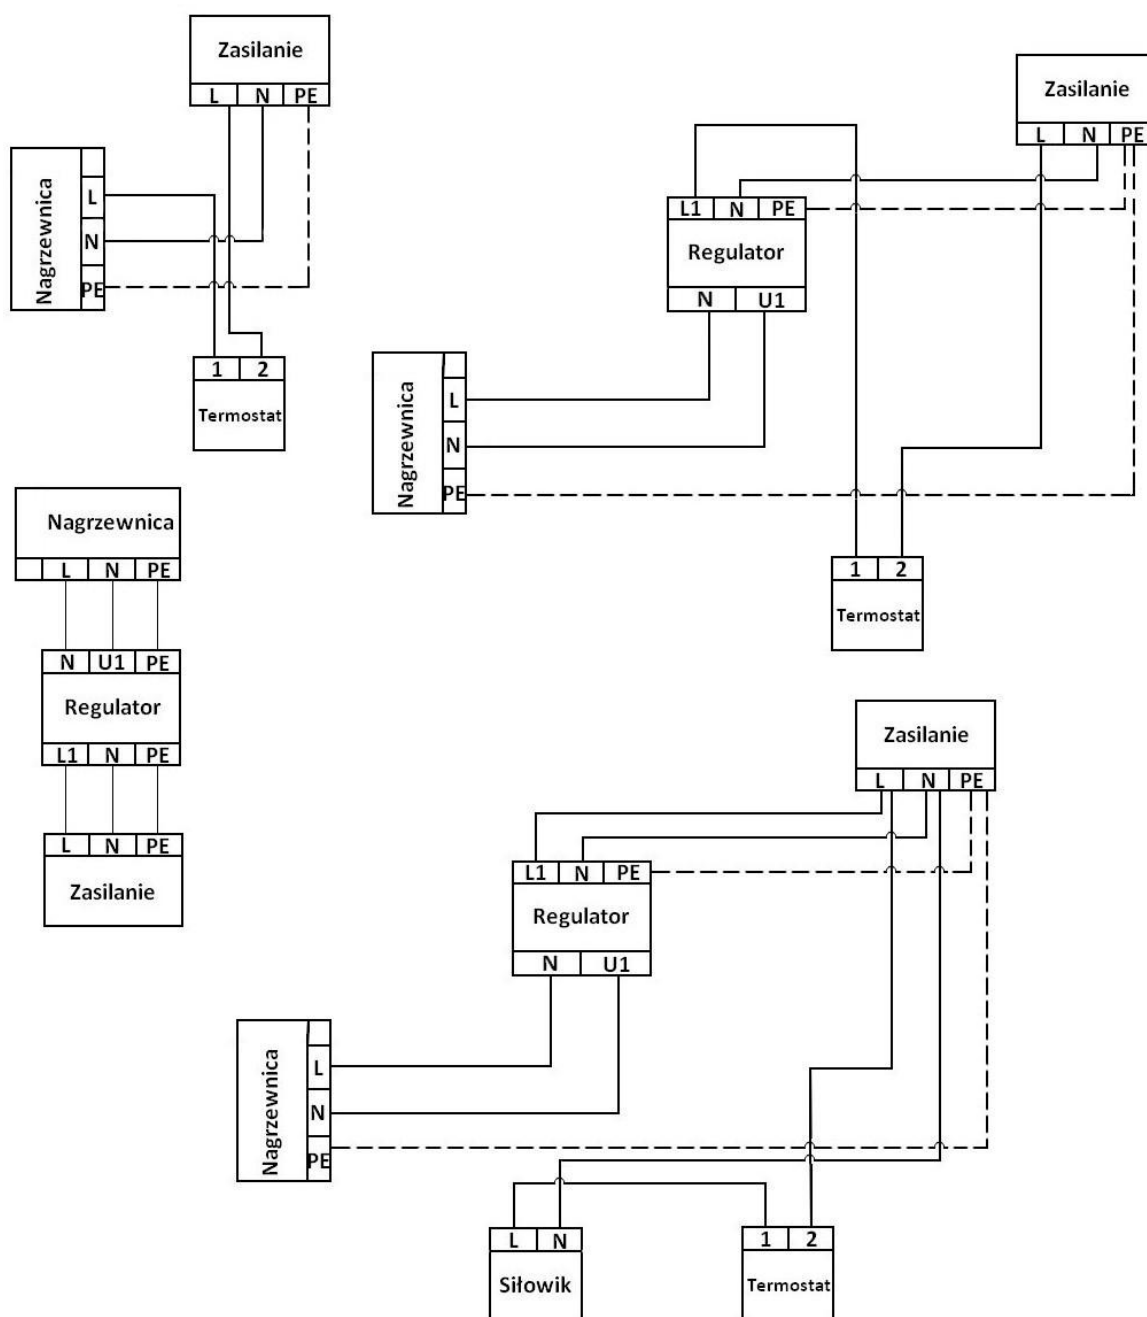 Zasilanie
L N PE
Nagrzewnica
L
N
PE
1 2
Termostat
Zasilanie
L N PE
L1 N PE
Regulator
N U1
Nagrzewnica
L
N
PE
1 2
Termostat
Nagrzewnica
L N PE
N U1 PE
Regulator
L1 N PE
L N PE
Zasilanie
Zasilanie
L N PE
L1 N PE
Regulator
N U1
Nagrzewnica
L
N
PE
L N
Siłowik
1 2
Termostat